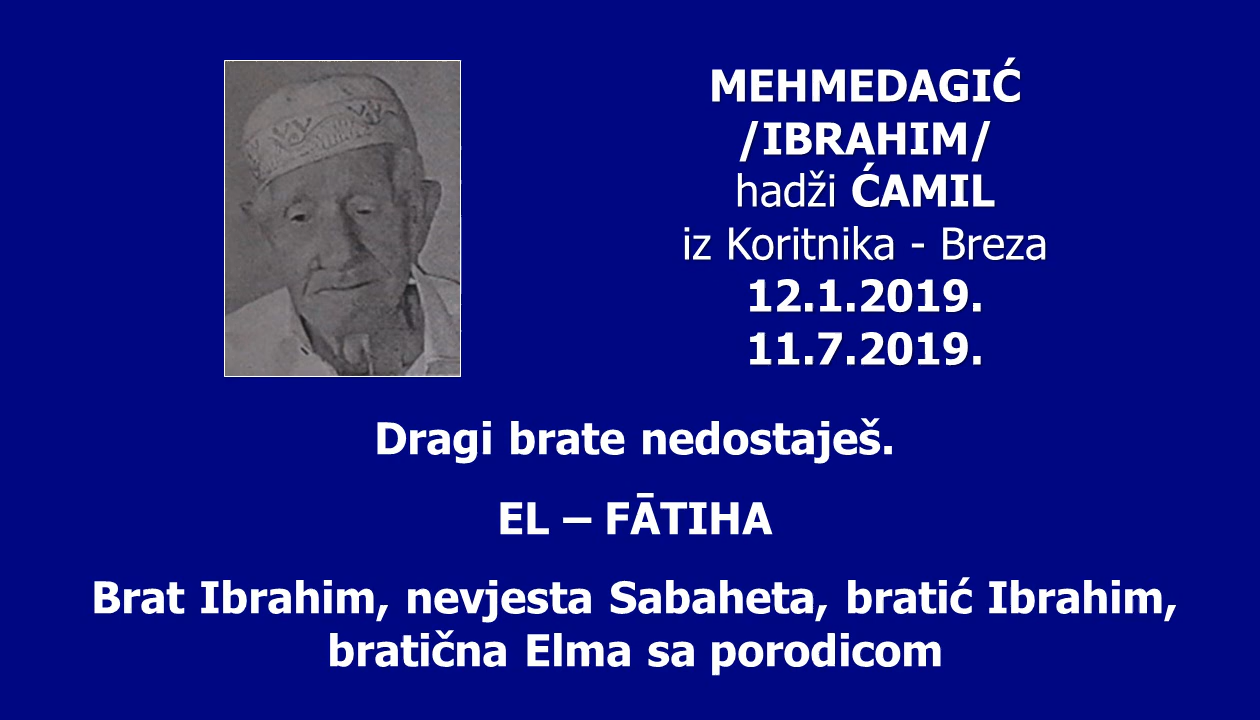 MEHMEDAGIĆ
/IBRAHIM/
hadži ĆAMIL
iz Koritnika - Breza
12.1.2019.
11.7.2019.
Dragi brate nedostaješ.
EL – FĀTIHA
Brat Ibrahim, nevjesta Sabaheta, bratić Ibrahim,
bratična Elma sa porodicom